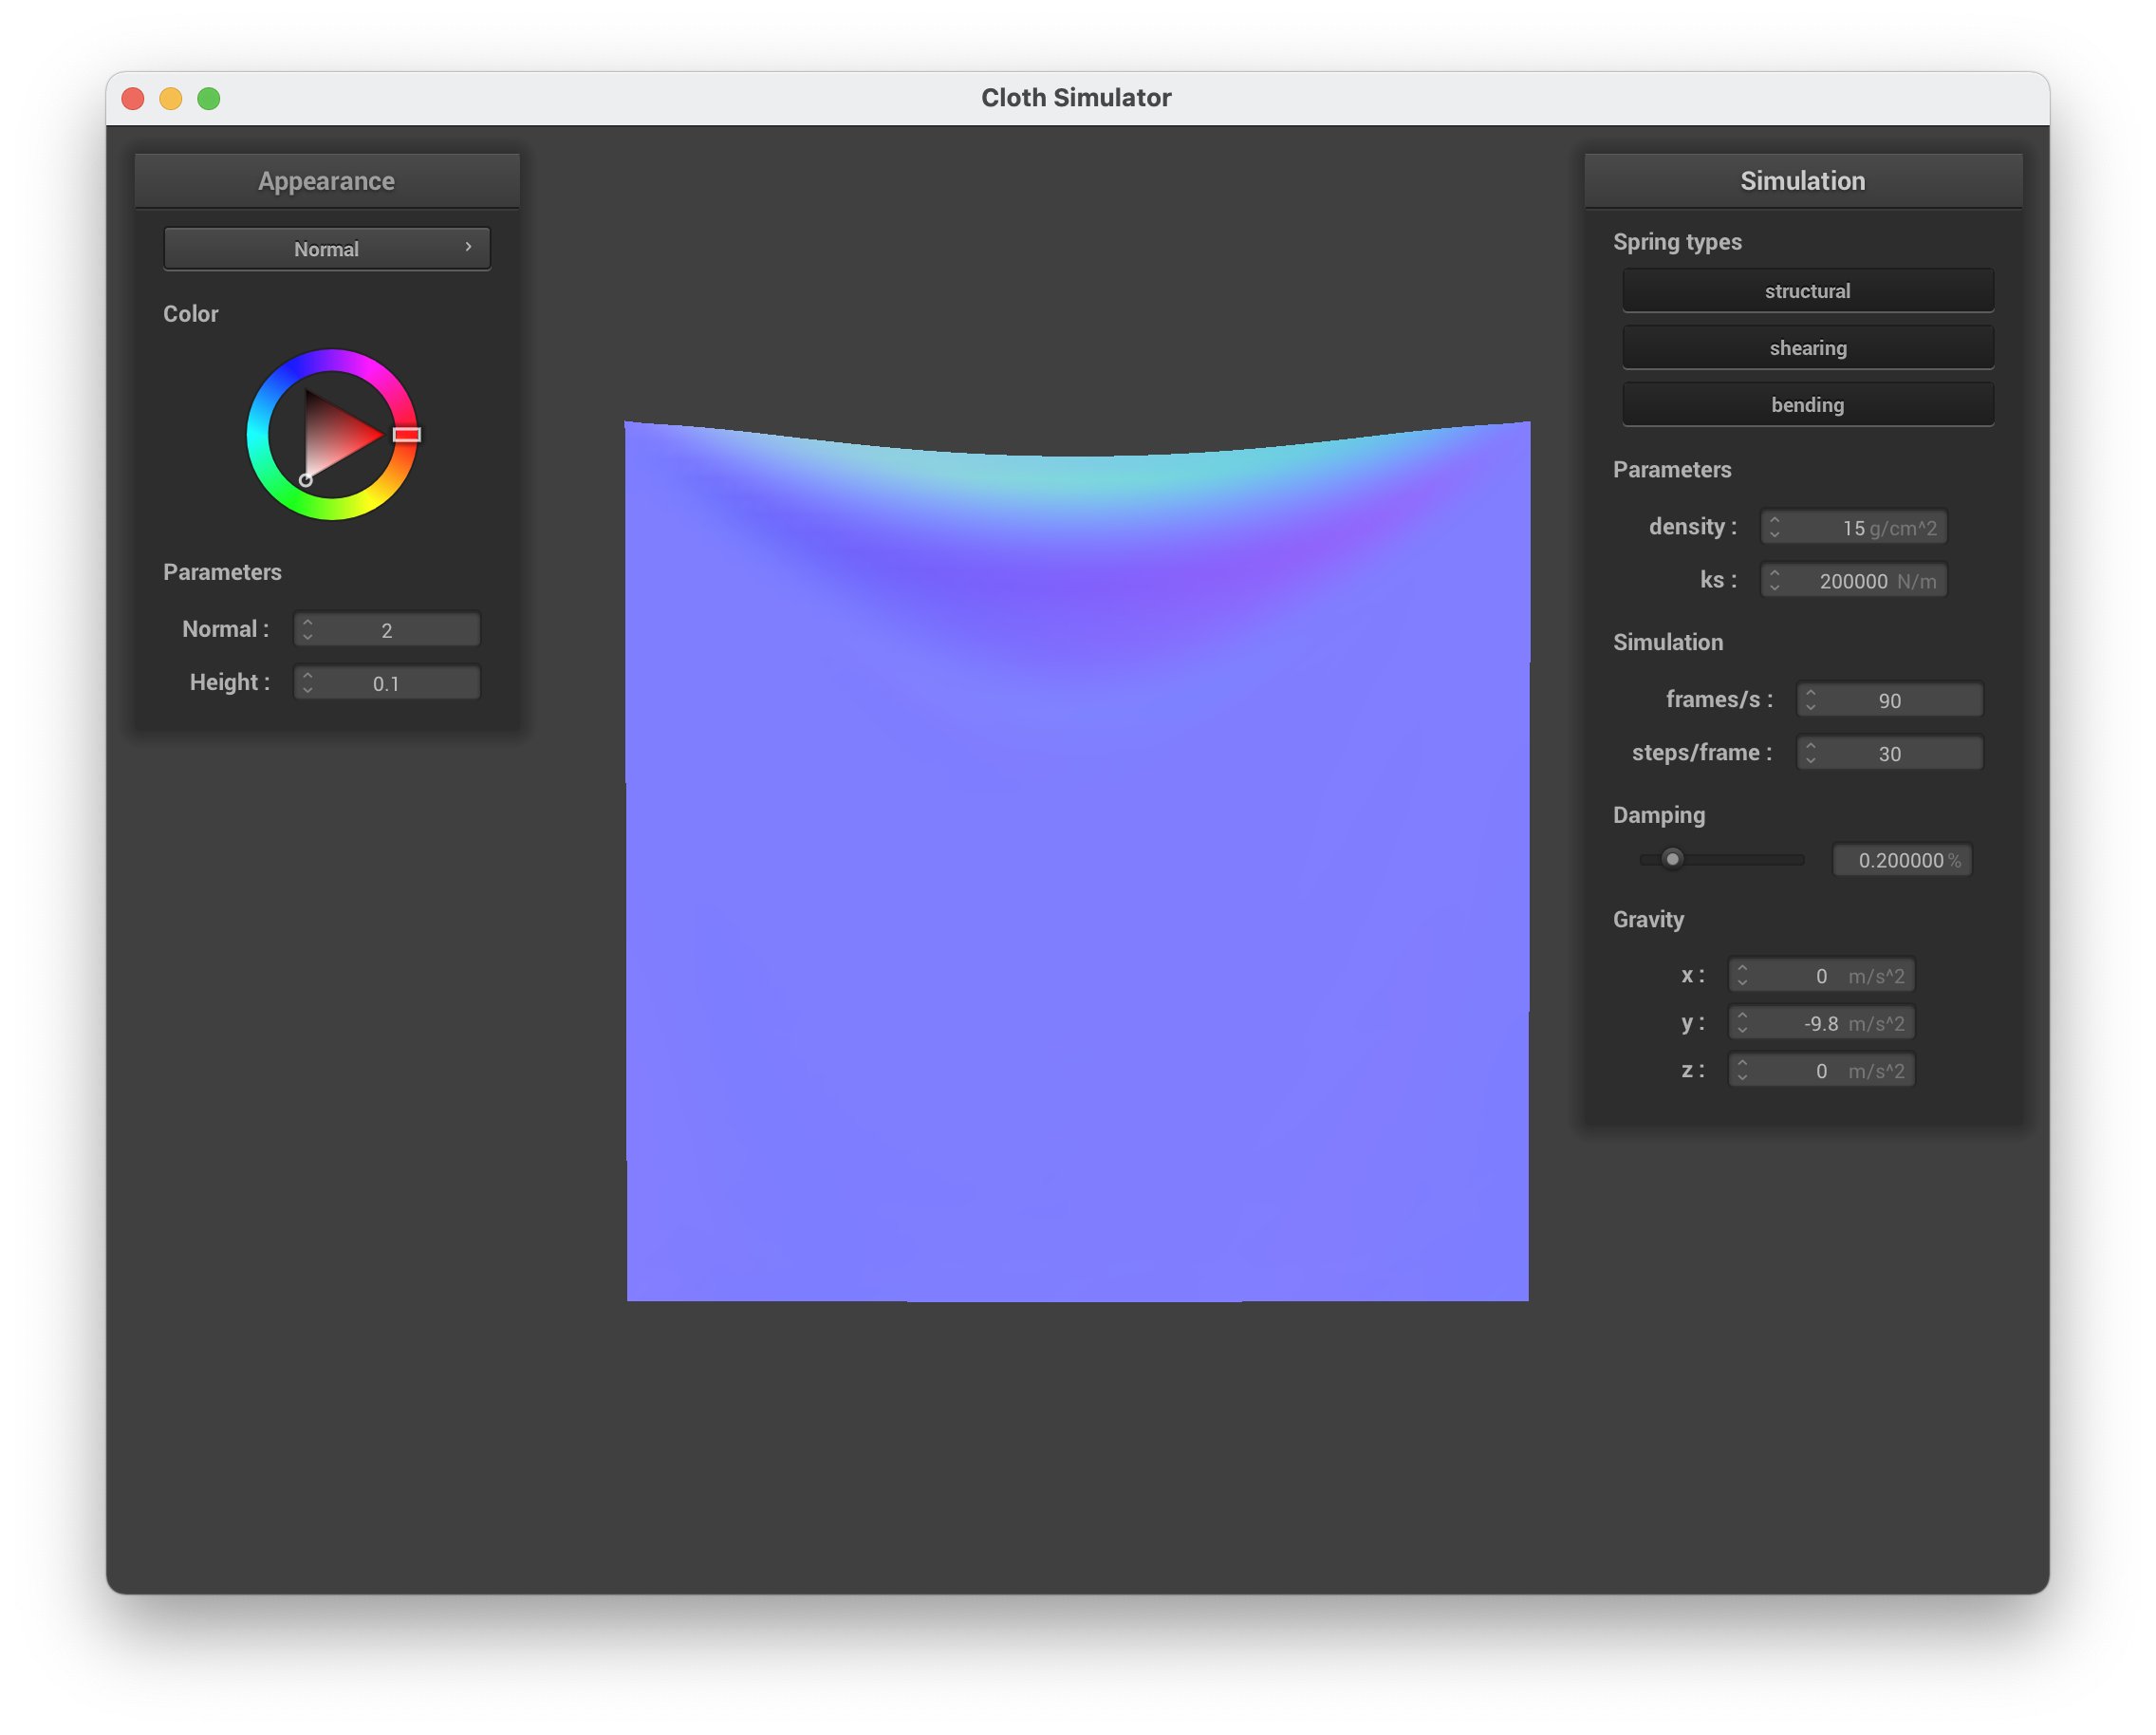 Cloth Simulator
Appearance
Normal
Color
Parameters
Normal : 2
Height : 0.1
Simulation
Spring types
structural
shearing
bending
Parameters
density : 15 g/cm^2
ks : 200000 N/m
Simulation
frames/s : 90
steps/frame : 30
Damping
0.200000 %
Gravity
x : 0 m/s^2
y : -9.8 m/s^2
z : 0 m/s^2